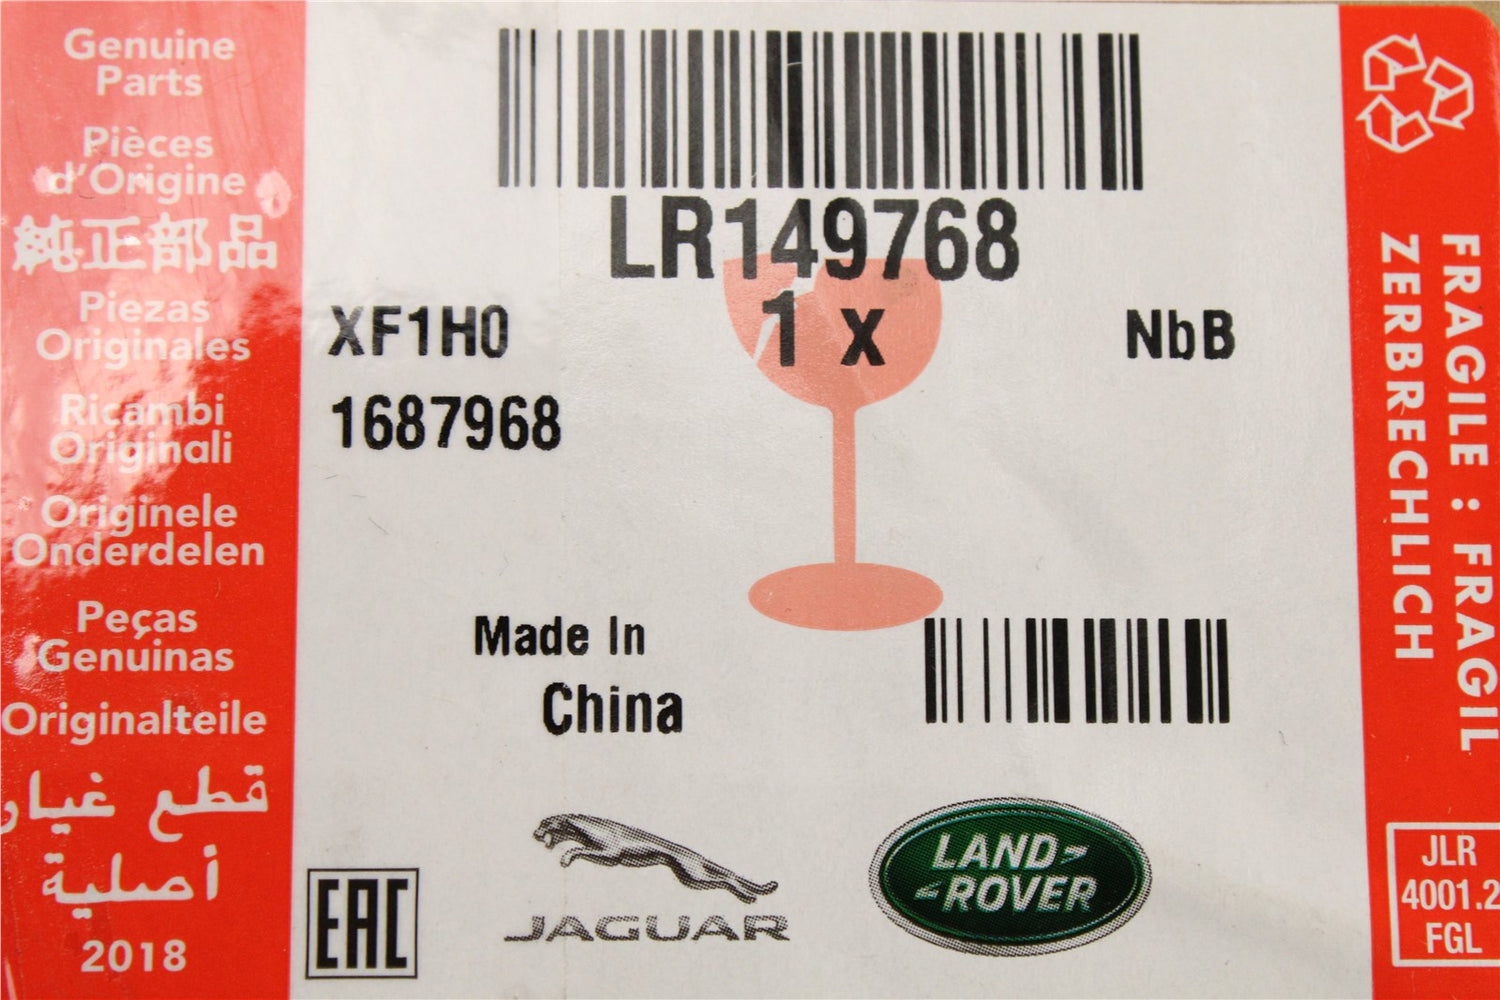 Genuine
Parts
Pièces
d'Origine
純正部品
Piezas
Originales
Ricambi
Originali
Originele
Onderdelen
Peças
Genuínas
Originalteile
قطع غيار
أصلية
2018
LR149768
XF1H0
1 x
NbB
1687968
Made In
China
EAC
JAGUAR
LAND
ROVER
FRAGILE : FRAGIL
ZERBRECHLICH
JLR
4001.2
FGL